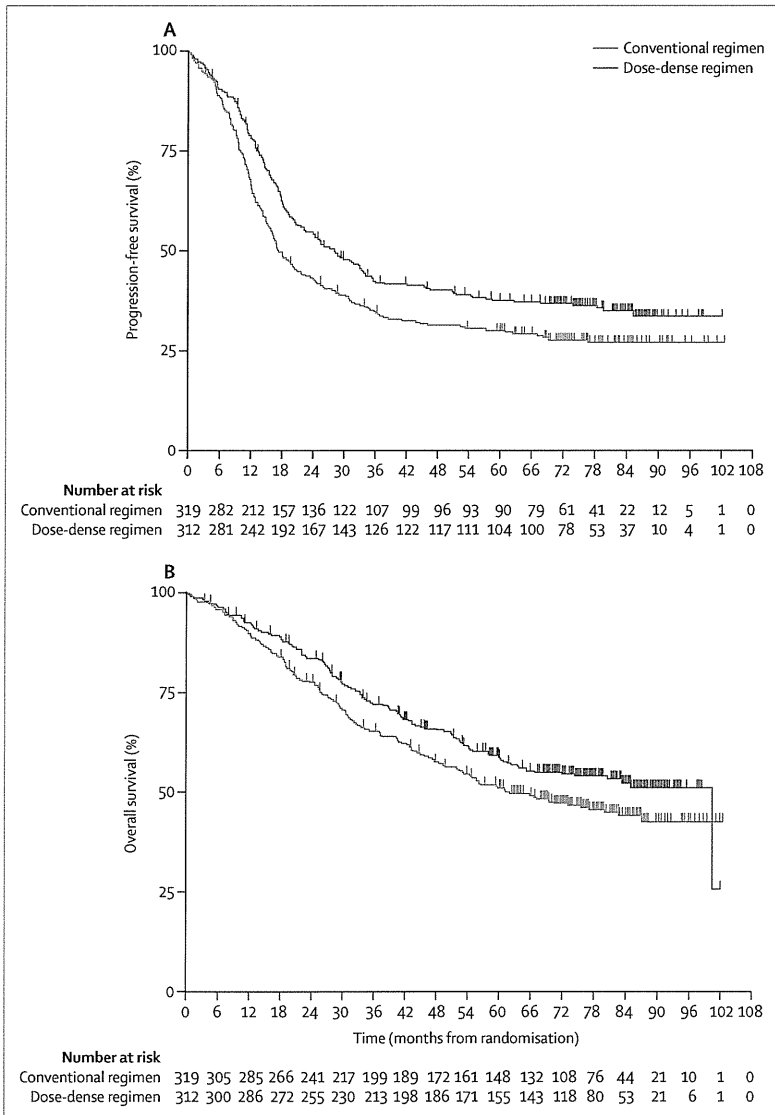 A
100
Conventional regimen
Dose-dense regimen
75
Progression-free survival (%)
50
25
0
0 6 12 18 24 30 36 42 48 54 60 66 72 78 84 90 96 102 108
Number at risk
Conventional regimen 319 282 212 157 136 122 107 99 96 93 90 79 61 41 22 12 5 1 0
Dose-dense regimen 312 281 242 192 167 143 126 122 117 111 104 100 78 53 37 10 4 1 0
B
100
75
Overall survival (%)
50
25
0
0 6 12 18 24 30 36 42 48 54 60 66 72 78 84 90 96 102 108
Time (months from randomisation)
Number at risk
Conventional regimen 319 305 285 266 241 217 199 189 172 161 148 132 108 76 44 21 10 1 0
Dose-dense regimen 312 300 286 272 255 230 213 198 186 171 155 143 118 80 53 21 6 1 0